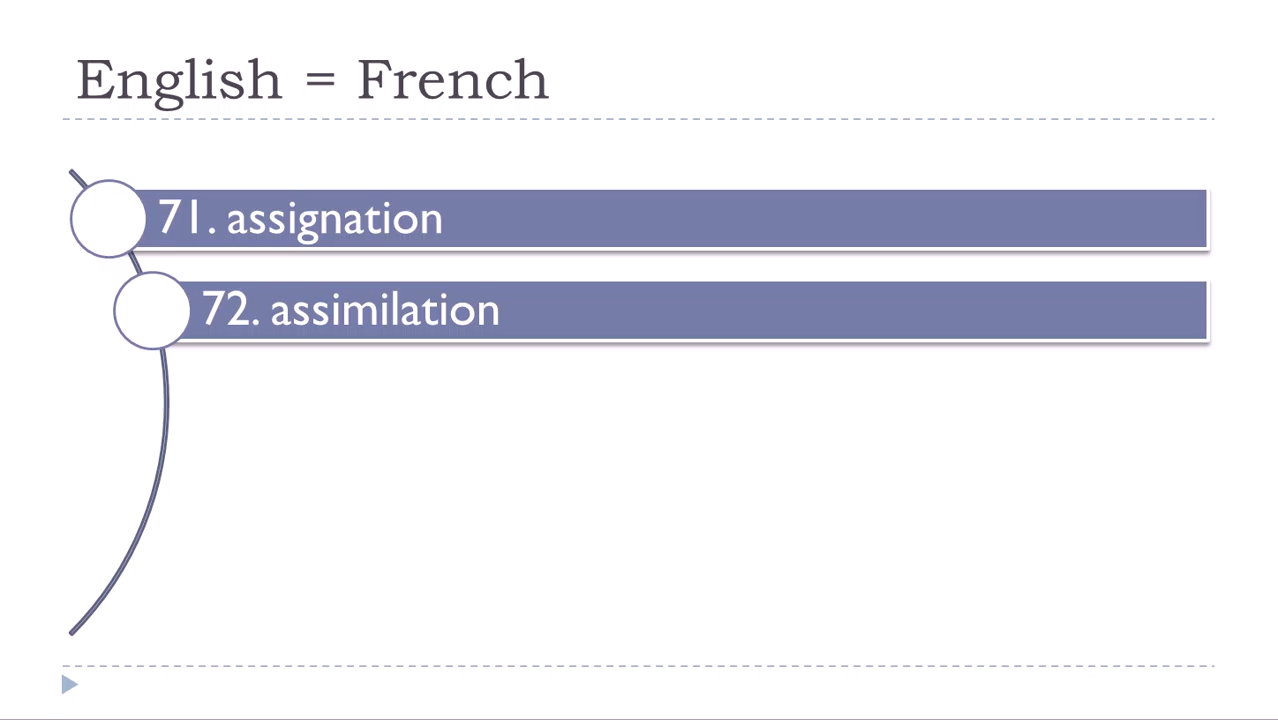 English = French
71. assignation
72. assimilation